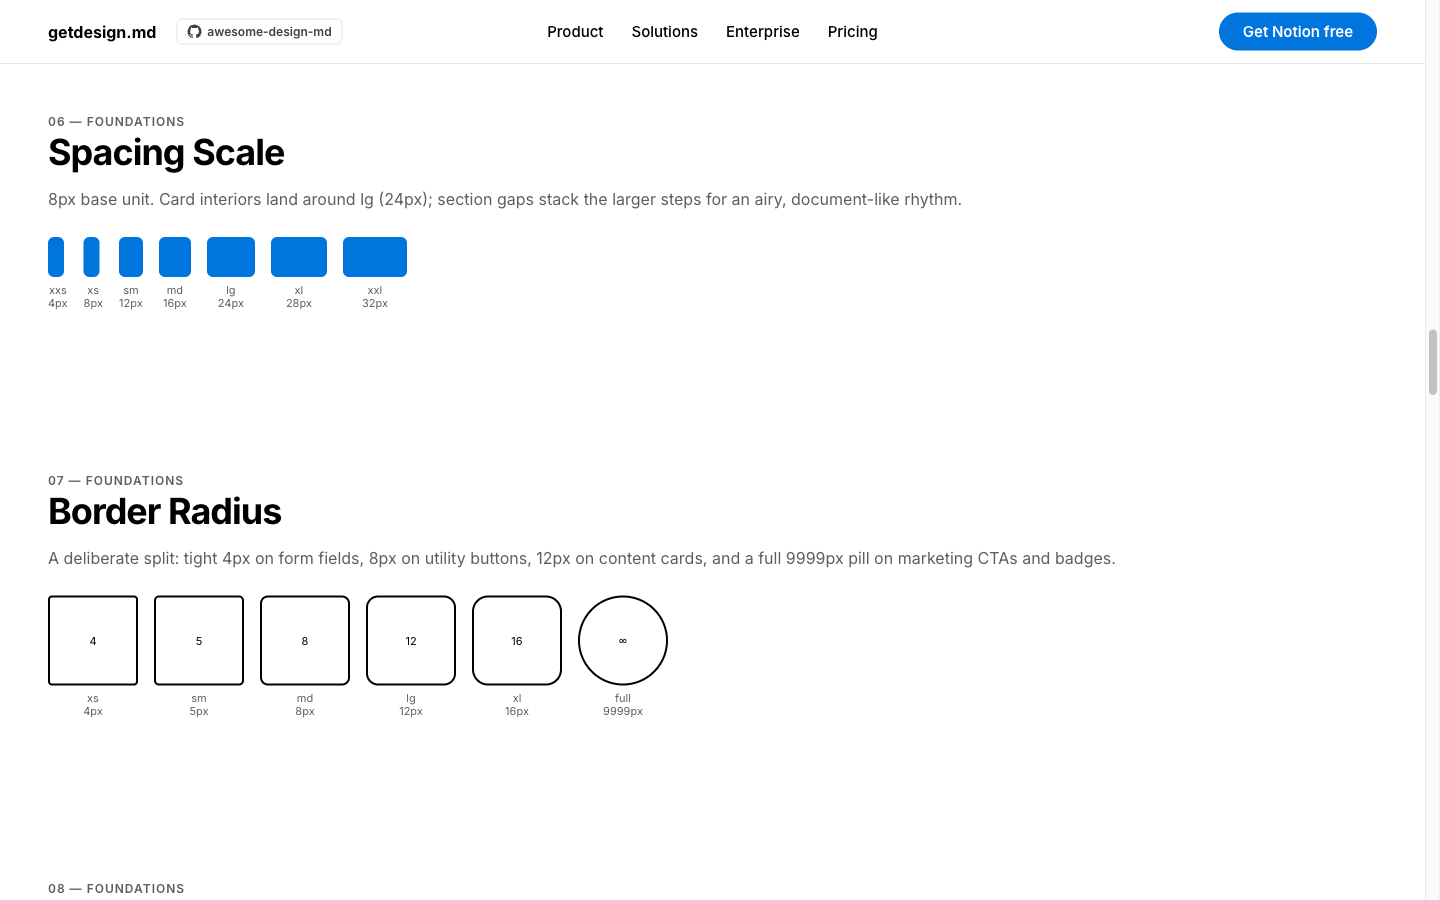 getdesign.md
awesome-design-md
Product Solutions Enterprise Pricing
Get Notion free
06 — FOUNDATIONS
Spacing Scale
8px base unit. Card interiors land around lg (24px); section gaps stack the larger steps for an airy, document-like rhythm.
xxs xs sm md lg xl xxl
4px 8px 12px 16px 24px 28px 32px
07 — FOUNDATIONS
Border Radius
A deliberate split: tight 4px on form fields, 8px on utility buttons, 12px on content cards, and a full 9999px pill on marketing CTAs and badges.
4 5 8 12 16 ∞
xs sm md lg xl full
4px 5px 8px 12px 16px 9999px
08 — FOUNDATIONS